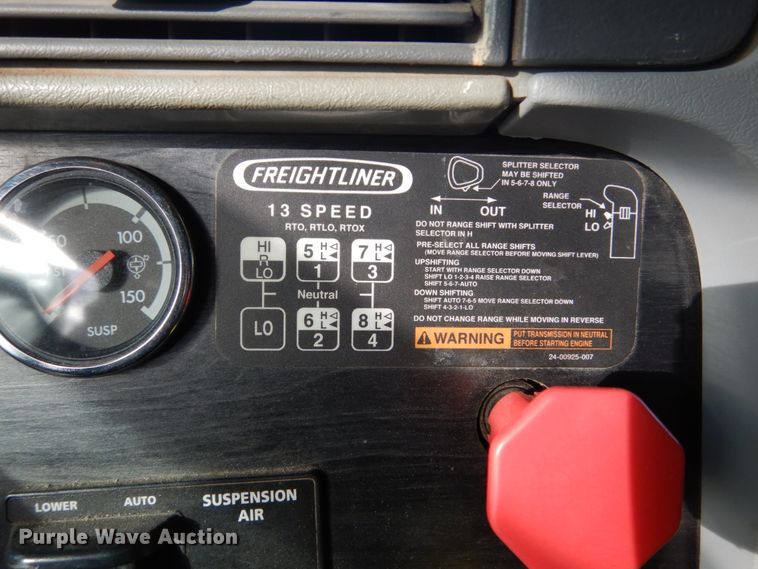 FREIGHTLINER
13 SPEED
RTO, RTLO, RTOX
HI
R
LO
5 H
L
1
7 H
L
3
Neutral
LO
6 H
L
2
8 H
L
4
SPLITTER SELECTOR
MAY BE SHIFTED
IN 5-6-7-8 ONLY
IN OUT
RANGE
SELECTOR
HI
LO
DO NOT RANGE SHIFT WITH SPLITTER
SELECTOR IN H
PRE-SELECT ALL RANGE SHIFTS
(MOVE RANGE SELECTOR BEFORE MOVING SHIFT LEVER)
UPSHIFTING
START WITH RANGE SELECTOR DOWN
SHIFT LO 1-2-3-4 RAISE RANGE SELECTOR
SHIFT 5-6-7-AUTO
DOWN SHIFTING
SHIFT AUTO 7-6-5 MOVE RANGE SELECTOR DOWN
SHIFT 4-3-2-1-LO
DO NOT CHANGE RANGE WHILE MOVING IN REVERSE
WARNING PUT TRANSMISSION IN NEUTRAL
BEFORE STARTING ENGINE
24-00925-007
100
150
SUSP
LOWER AUTO
SUSPENSION
AIR
Purple Wave Auction